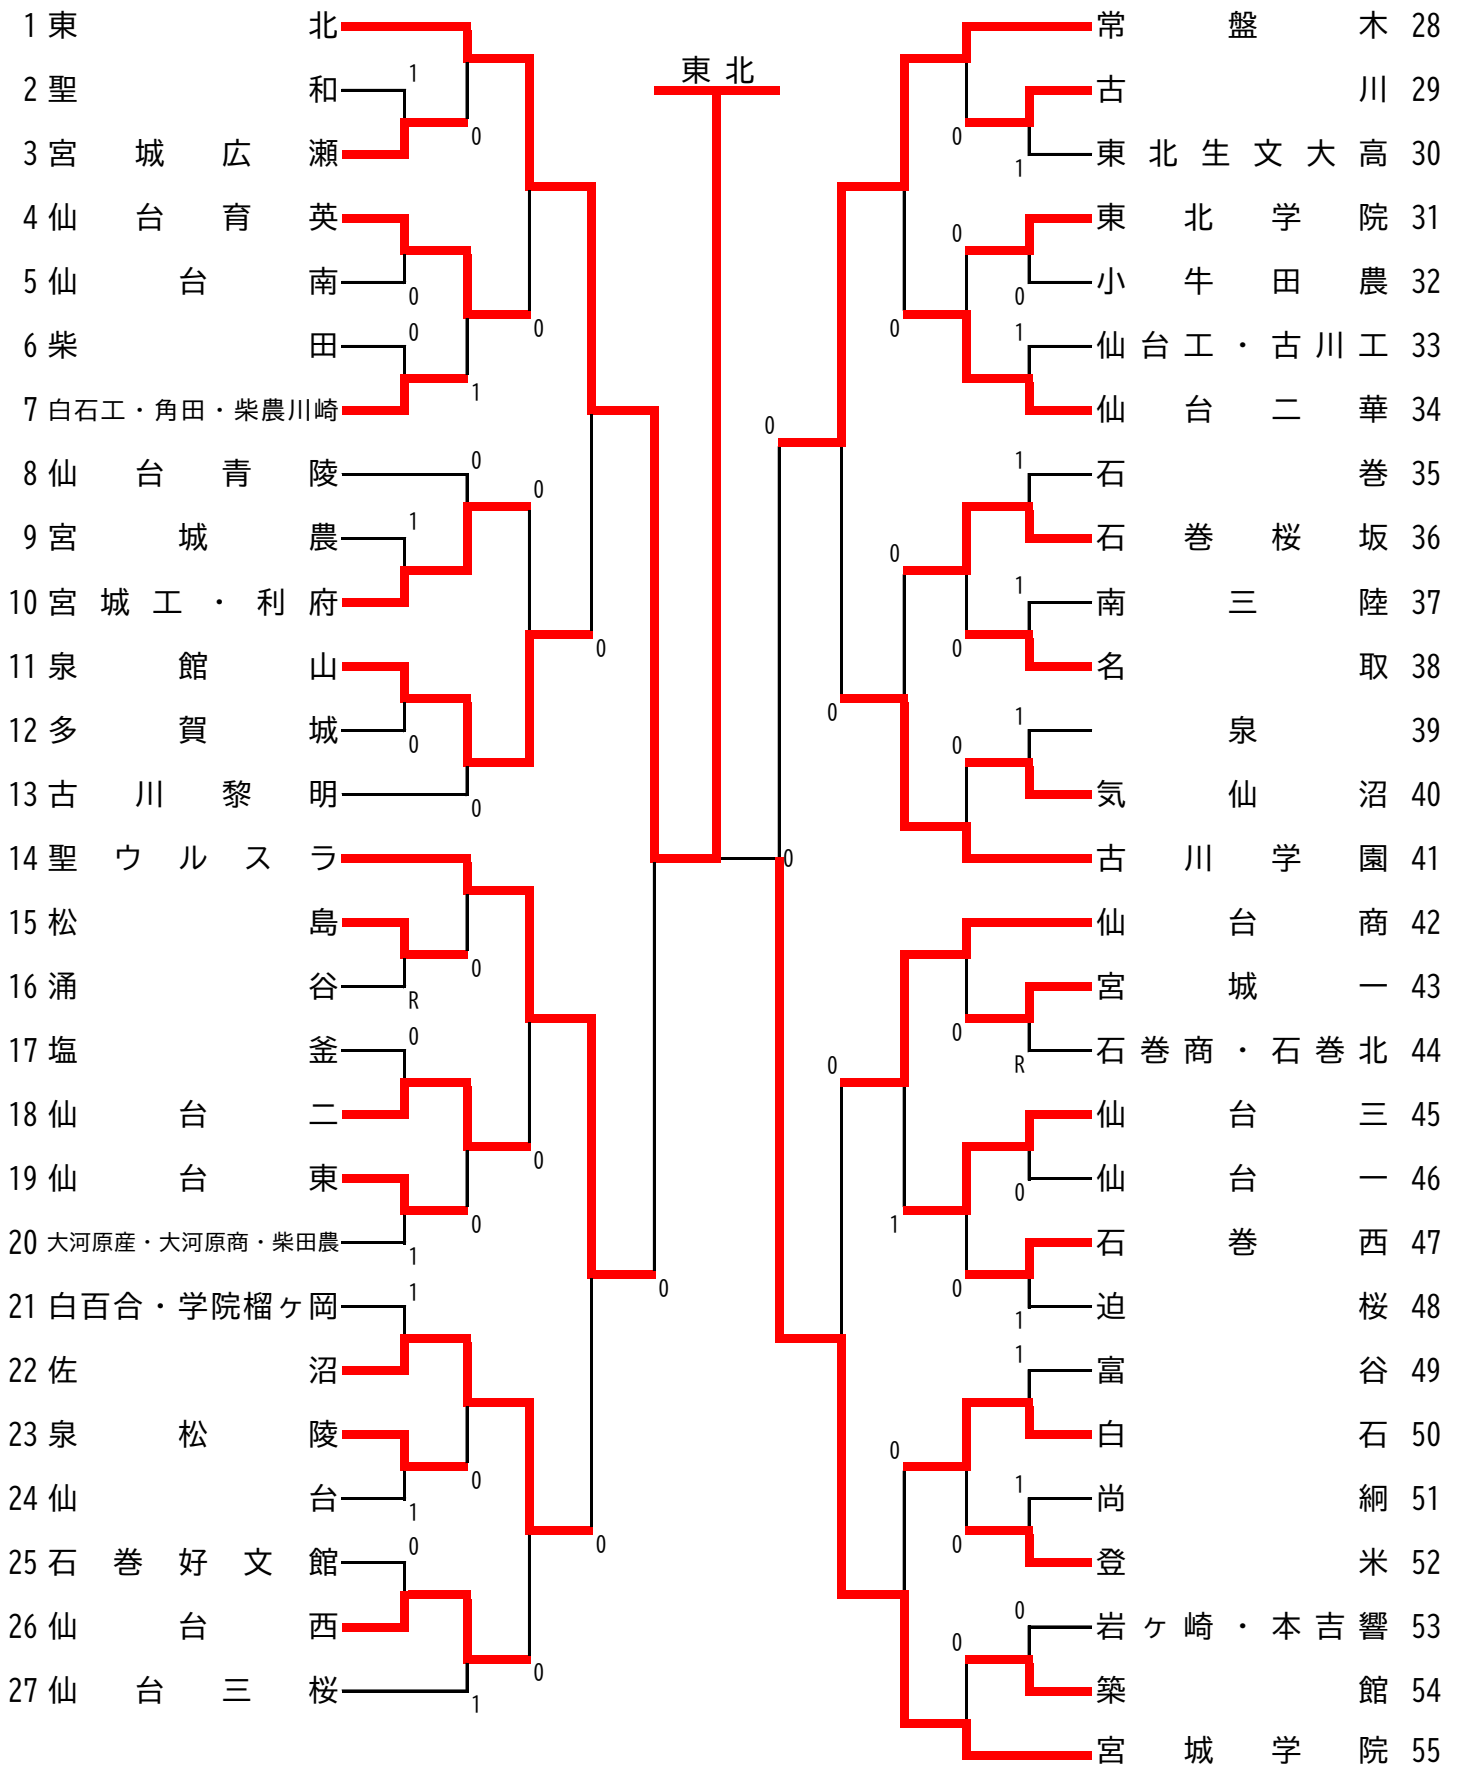 東北
1 東北
2 聖和
3 宮城広瀬
4 仙台育英
5 仙台南
6 柴田
7 白石工・角田・柴農川崎
8 仙台青陵
9 宮城農
10 宮城工・利府
11 泉館山
12 多賀城
13 古川黎明
14 聖ウルスラ
15 松島
16 涌谷
17 塩釜
18 仙台二
19 仙台東
20 大河原産・大河原商・柴田農
21 白百合・学院榴ヶ岡
22 佐沼
23 泉松陵
24 仙台
25 石巻好文館
26 仙台西
27 仙台三桜
1
0
0
0
0
1
0
0
1
0
0
0
0
R
0
0
0
1
1
0
1
0
0
0
1
0
0
常盤木 28
古川 29
東北生文大高 30
東北学院 31
小牛田農 32
仙台工・古川工 33
仙台二華 34
石巻 35
石巻桜坂 36
南三陸 37
名取 38
泉 39
気仙沼 40
古川学園 41
仙台商 42
宮城一 43
石巻商・石巻北 44
仙台三 45
仙台一 46
石巻西 47
迫桜 48
富谷 49
白石 50
尚絅 51
登米 52
岩ヶ崎・本吉響 53
築館 54
宮城学院 55
0
1
0
0
0
1
0
1
0
1
0
0
1
0
0
0
R
0
0
1
0
1
1
0
1
0
0
0